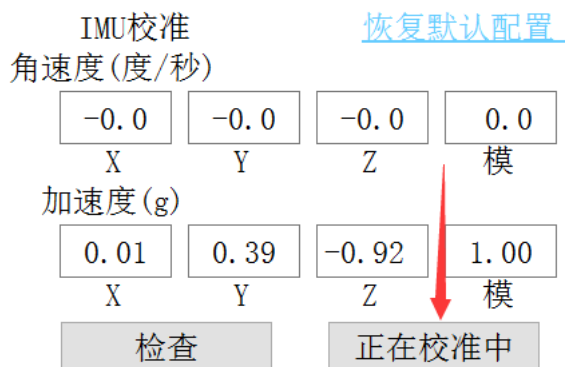 IMU校准 恢复默认配置
角速度(度/秒)
-0.0 -0.0 -0.0 0.0
X Y Z 模
加速度(g)
0.01 0.39 -0.92 1.00
X Y Z 模
检查 正在校准中